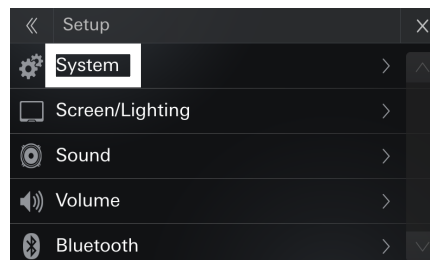 Setup
System
Screen/Lighting
Sound
Volume
Bluetooth